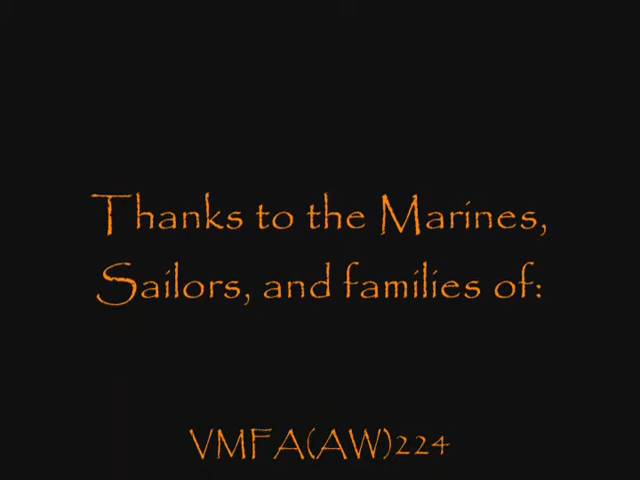 Thanks to the Marines,
Sailors, and families of:
VMFA(AW)224